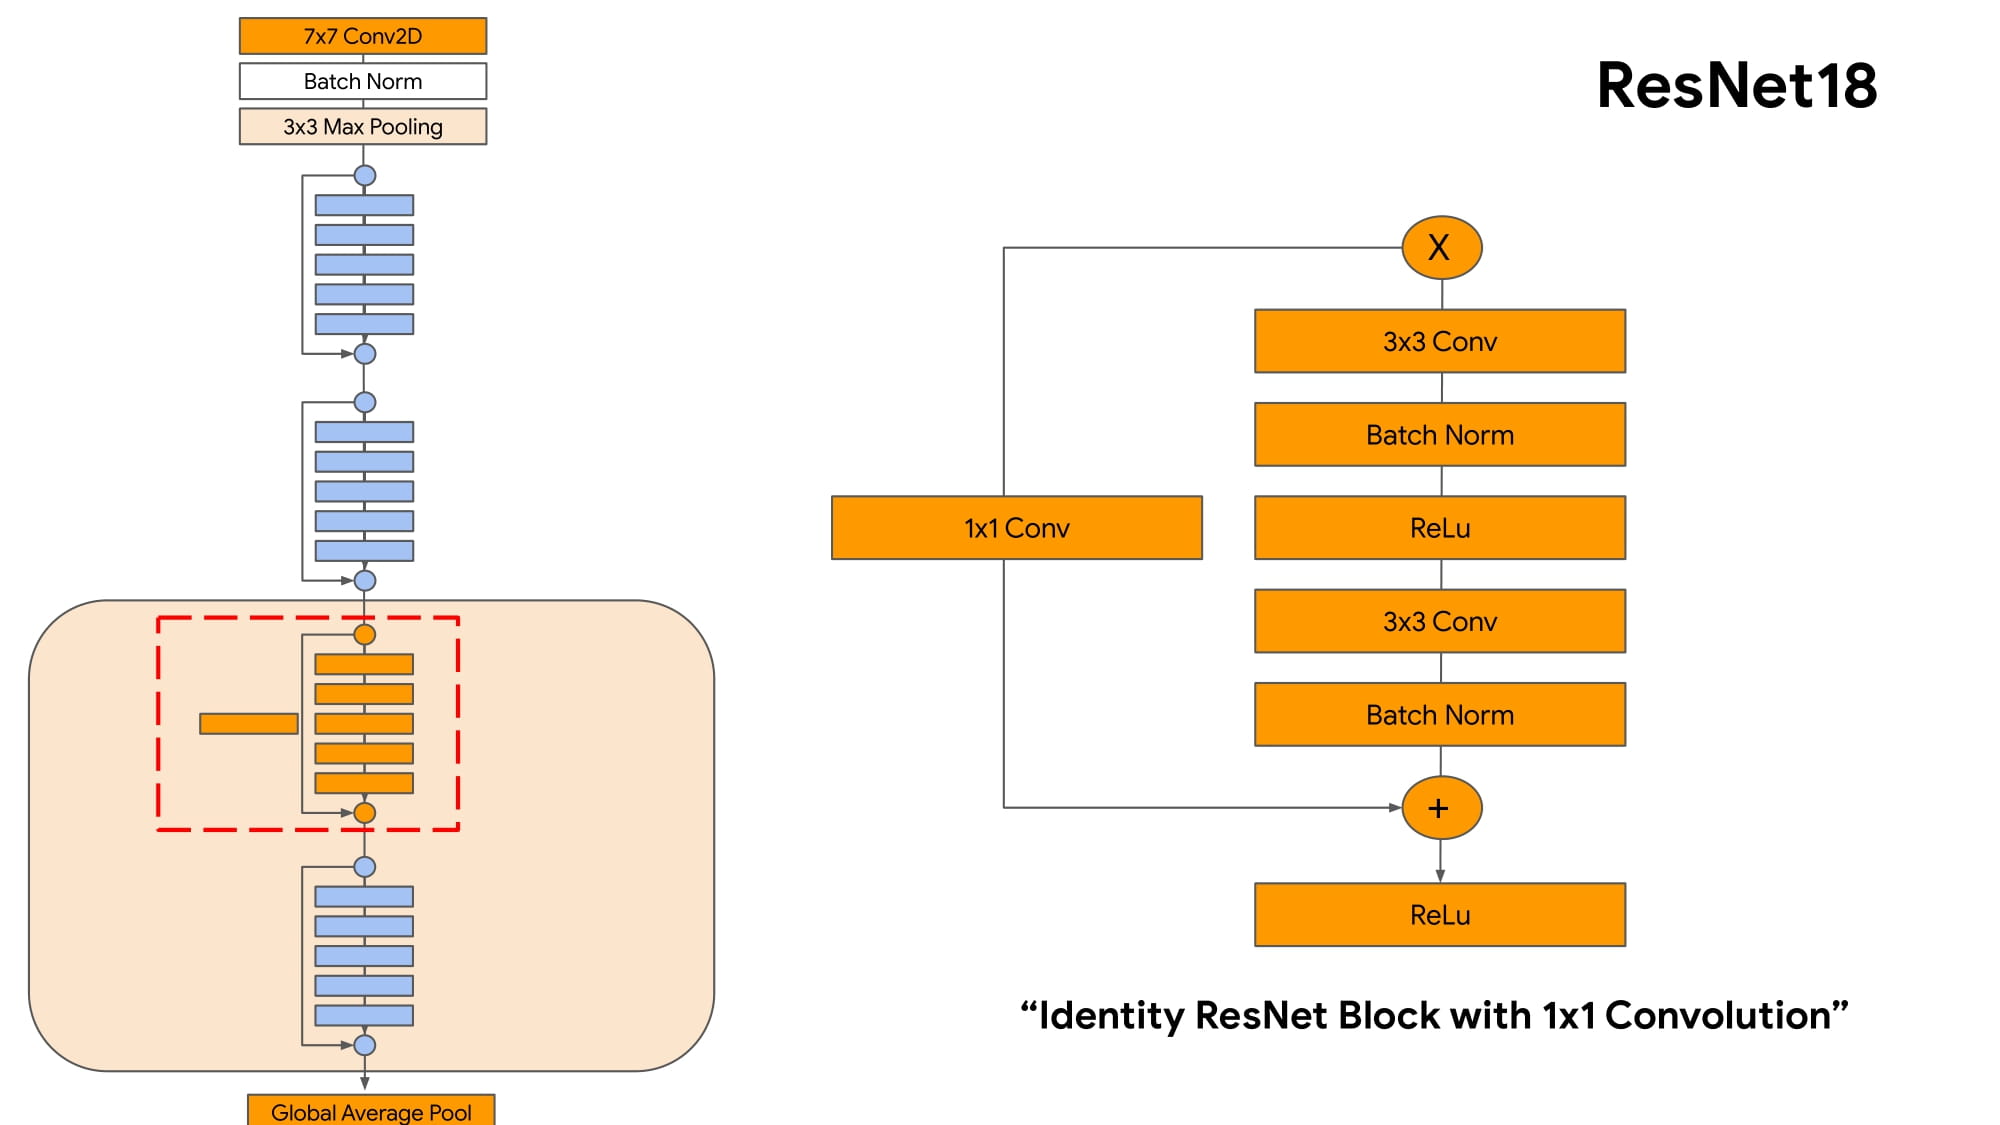 7x7 Conv2D
Batch Norm
3x3 Max Pooling
Global Average Pool
ResNet18
X
3x3 Conv
Batch Norm
1x1 Conv
ReLu
3x3 Conv
Batch Norm
+
ReLu
“Identity ResNet Block with 1x1 Convolution”